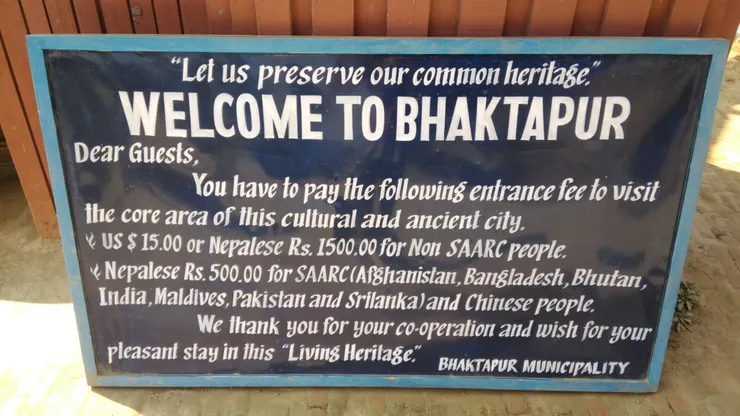 “Let us preserve our common heritage.”
WELCOME TO BHAKTAPUR
Dear Guests,
You have to pay the following entrance fee to visit
the core area of this cultural and ancient city.
US $ 15.00 or Nepalese Rs. 1500.00 for Non SAARC people.
Nepalese Rs. 500.00 for SAARC (Afghanistan, Bangladesh, Bhutan,
India, Maldives, Pakistan and Srilanka) and Chinese people.
We thank you for your co-operation and wish for your
pleasant stay in this “Living Heritage.”
BHAKTAPUR MUNICIPALITY